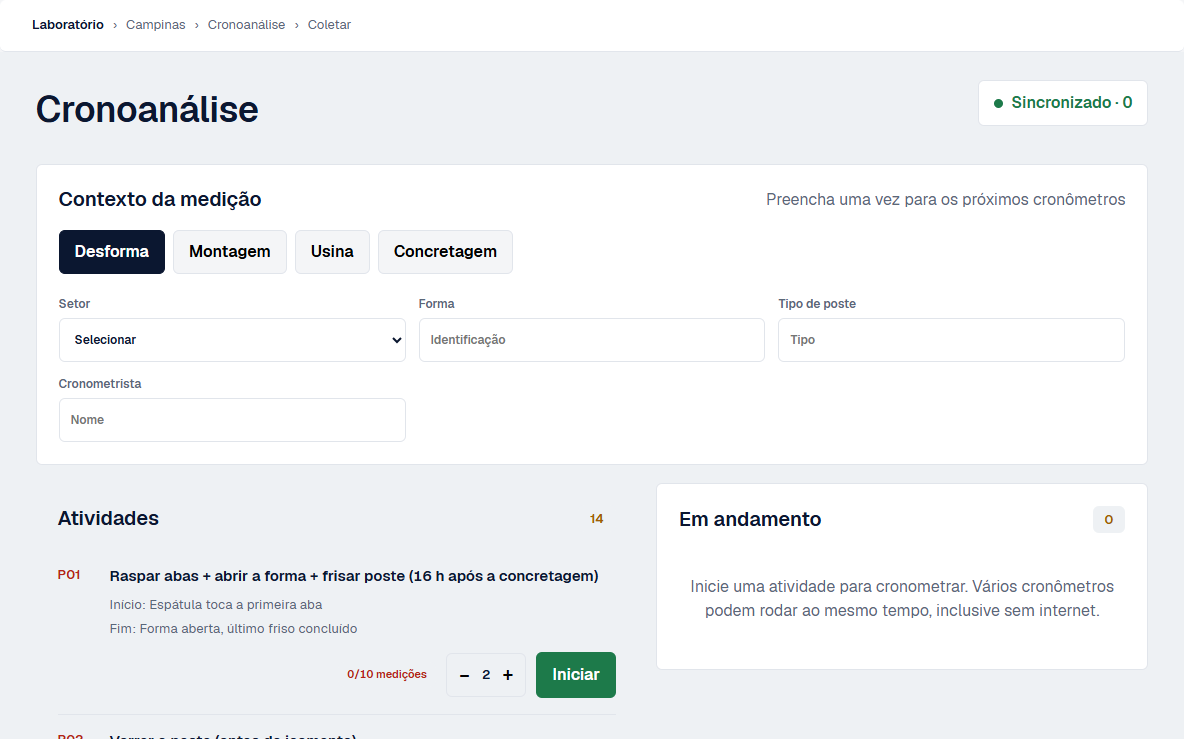 Laboratório › Campinas › Cronoanálise › Coletar
Cronoanálise
Sincronizado · 0
Contexto da medição
Preencha uma vez para os próximos cronômetros
Desforma Montagem Usina Concretagem
Setor Forma Tipo de poste
Selecionar Identificação Tipo
Cronometrista
Nome
Atividades 14
Em andamento 0
P01 Raspar abas + abrir a forma + frisar poste (16 h após a concretagem)
Início: Espátula toca a primeira aba
Fim: Forma aberta, último friso concluído
Inicie uma atividade para cronometrar. Vários cronômetros
podem rodar ao mesmo tempo, inclusive sem internet.
0/10 medições − 2 + Iniciar